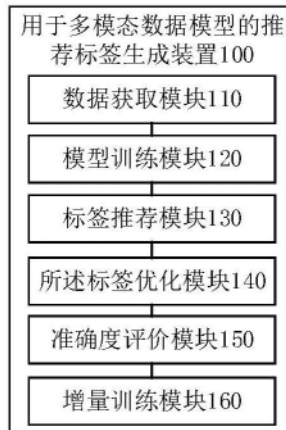 用于多模态数据模型的推
荐标签生成装置100
数据获取模块110
模型训练模块120
标签推荐模块130
所述标签优化模块140
准确度评价模块150
增量训练模块160